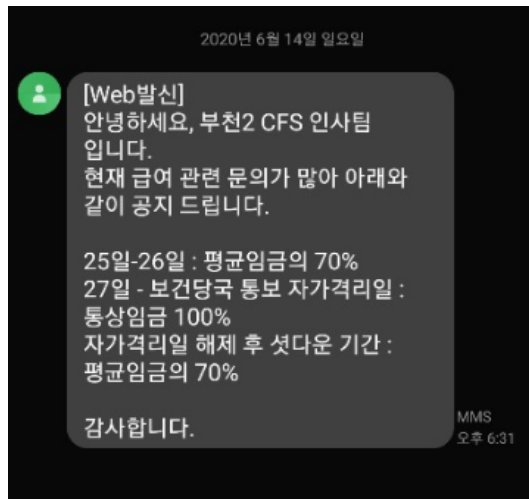 2020년 6월 14일 일요일
[Web발신]
안녕하세요, 부천2 CFS 인사팀
입니다.
현재 급여 관련 문의가 많아 아래와
같이 공지 드립니다.
25일-26일 : 평균임금의 70%
27일 - 보건당국 통보 자가격리일 :
통상임금 100%
자가격리일 해제 후 셧다운 기간 :
평균임금의 70%
감사합니다.
MMS
오후 6:31